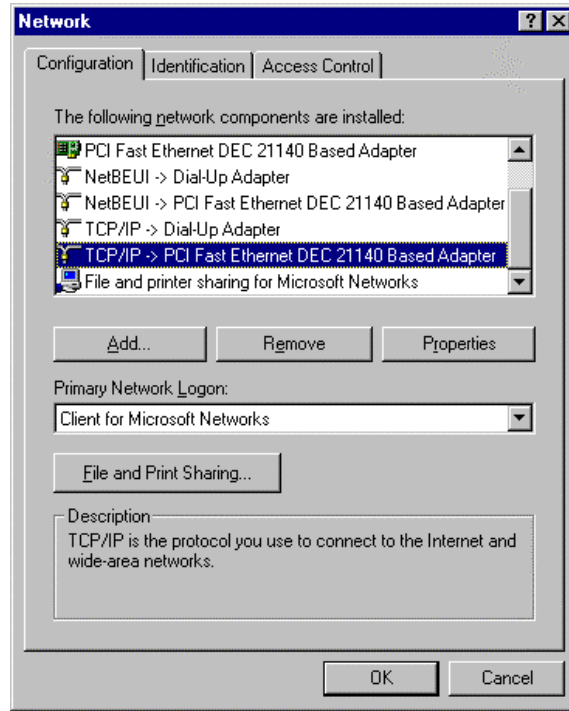 Network
Configuration Identification Access Control
The following network components are installed:
PCI Fast Ethernet DEC 21140 Based Adapter
NetBEUI -> Dial-Up Adapter
NetBEUI -> PCI Fast Ethernet DEC 21140 Based Adapter
TCP/IP -> Dial-Up Adapter
TCP/IP -> PCI Fast Ethernet DEC 21140 Based Adapter
File and printer sharing for Microsoft Networks
Add... Remove Properties
Primary Network Logon:
Client for Microsoft Networks
File and Print Sharing...
Description
TCP/IP is the protocol you use to connect to the Internet and
wide-area networks.
OK Cancel